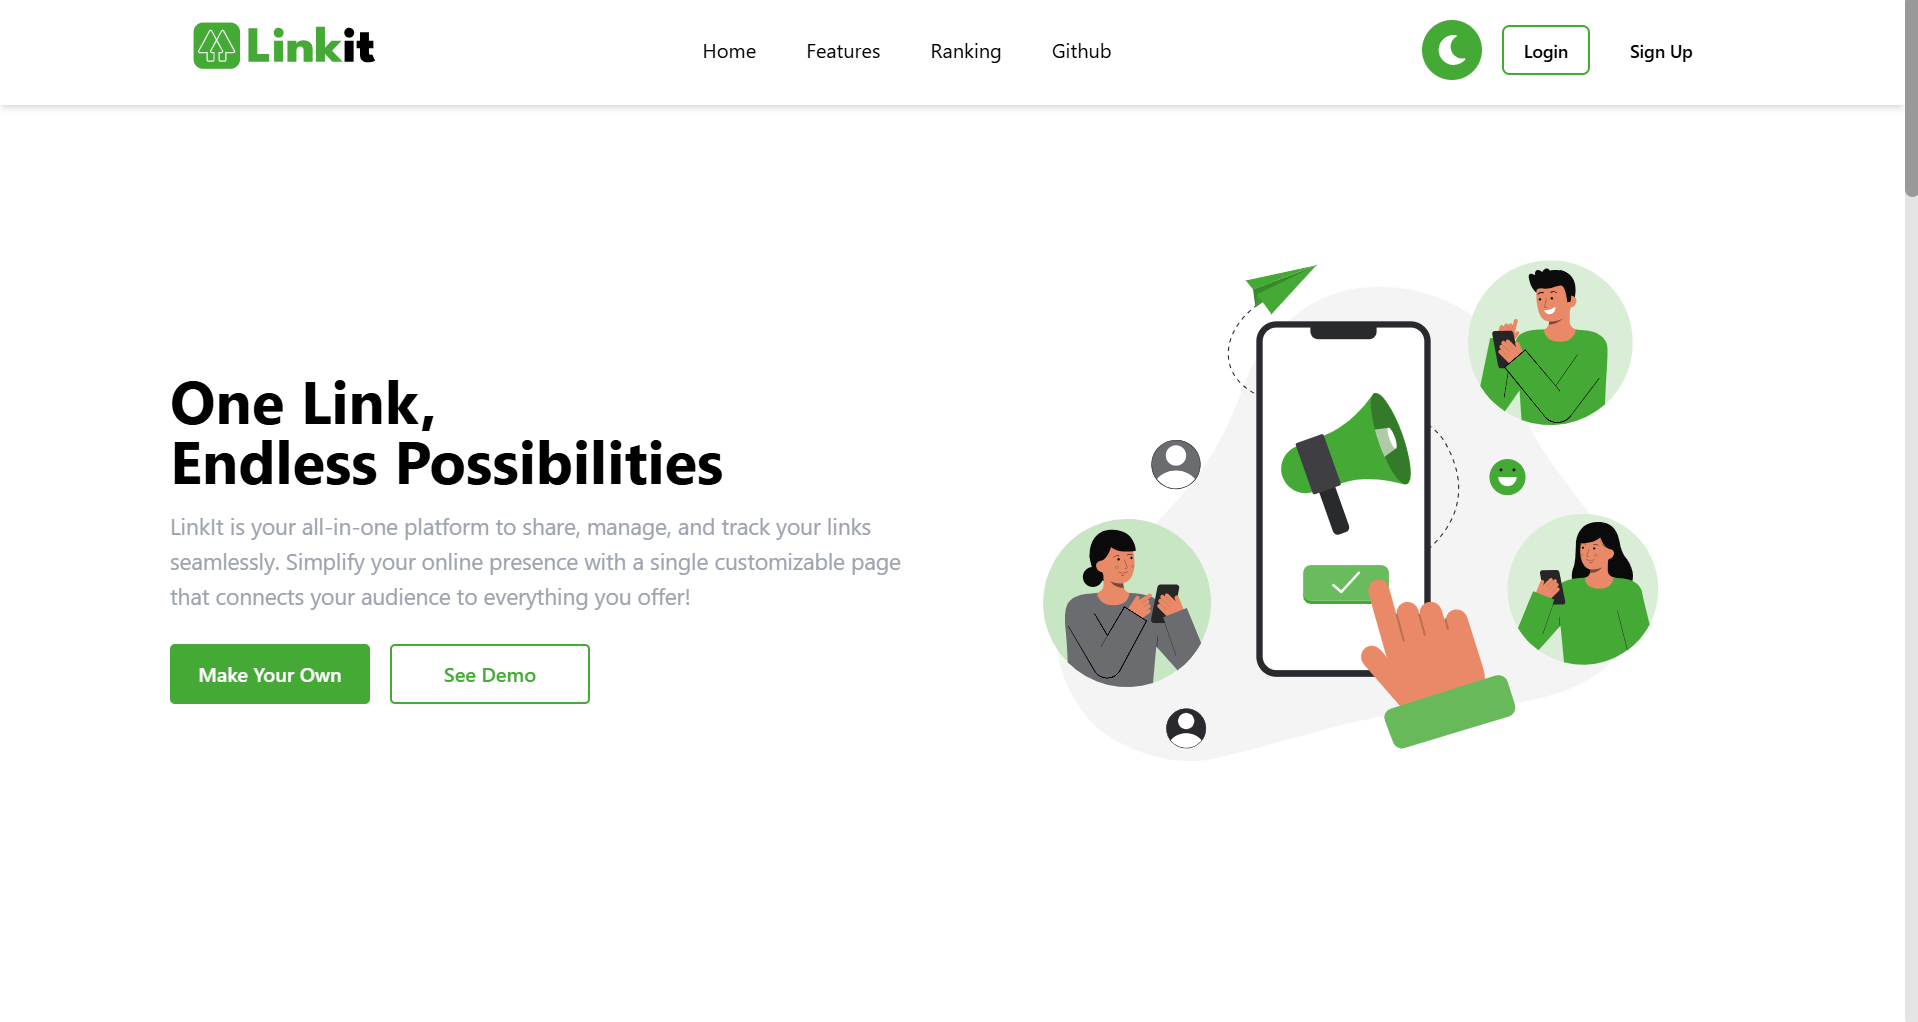 Linkit
Home
Features
Ranking
Github
Login
Sign Up
One Link,
Endless Possibilities
LinkIt is your all-in-one platform to share, manage, and track your links
seamlessly. Simplify your online presence with a single customizable page
that connects your audience to everything you offer!
Make Your Own
See Demo